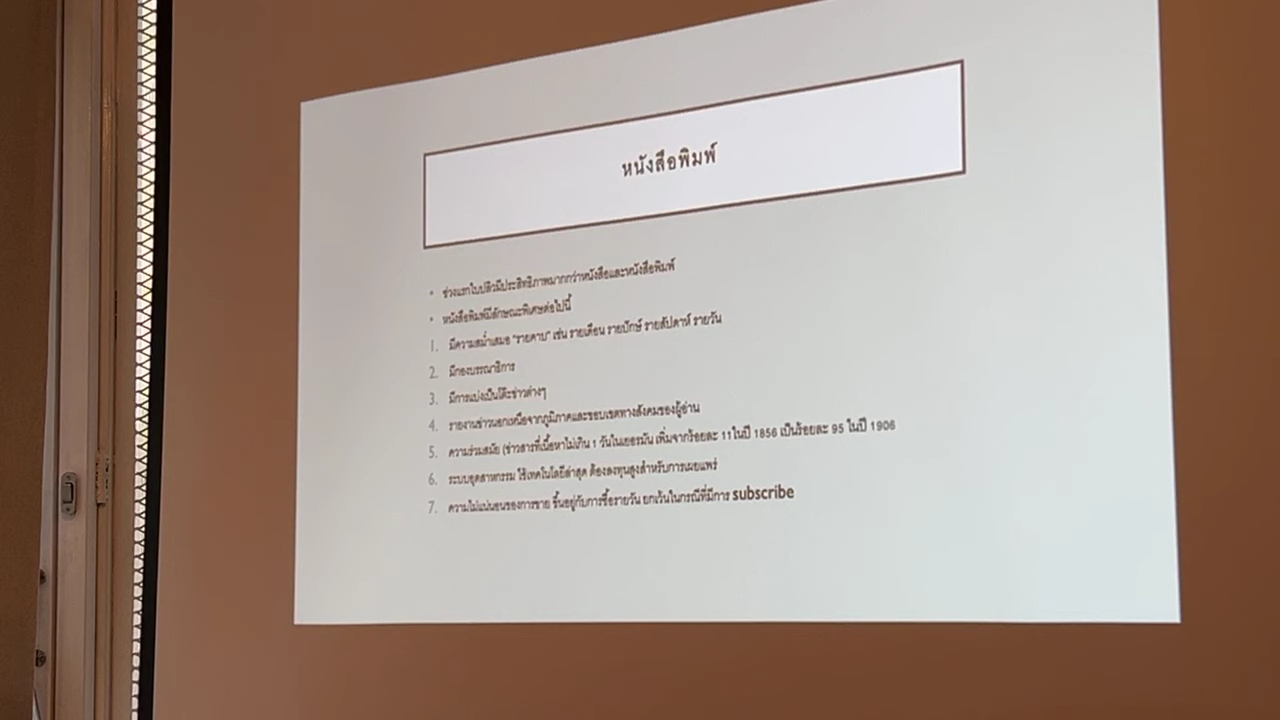 หนังสือพิมพ์
• ช่วงแรกใบปลิวมีประสิทธิภาพมากกว่าหนังสือและหนังสือพิมพ์
• หนังสือพิมพ์มีลักษณะพิเศษต่อไปนี้
1. มีความสม่ำเสมอ "รายคาบ" เช่น รายเดือน รายปักษ์ รายสัปดาห์ รายวัน
2. มีกองบรรณาธิการ
3. มีการแบ่งเป็นโต๊ะข่าวต่างๆ
4. รายงานข่าวนอกเหนือจากภูมิภาคและขอบเขตทางสังคมของผู้อ่าน
5. ความร่วมสมัย (ข่าวสารที่เนื้อหาไม่เกิน 1 วันในเยอรมัน เพิ่มจากร้อยละ 11ในปี 1856 เป็นร้อยละ 95 ในปี 1906
6. ระบบอุตสาหกรรม ใช้เทคโนโลยีล่าสุด ต้องลงทุนสูงสำหรับการเผยแพร่
7. ความไม่แน่นอนของการขาย ขึ้นอยู่กับการซื้อรายวัน ยกเว้นในกรณีที่มีการ subscribe